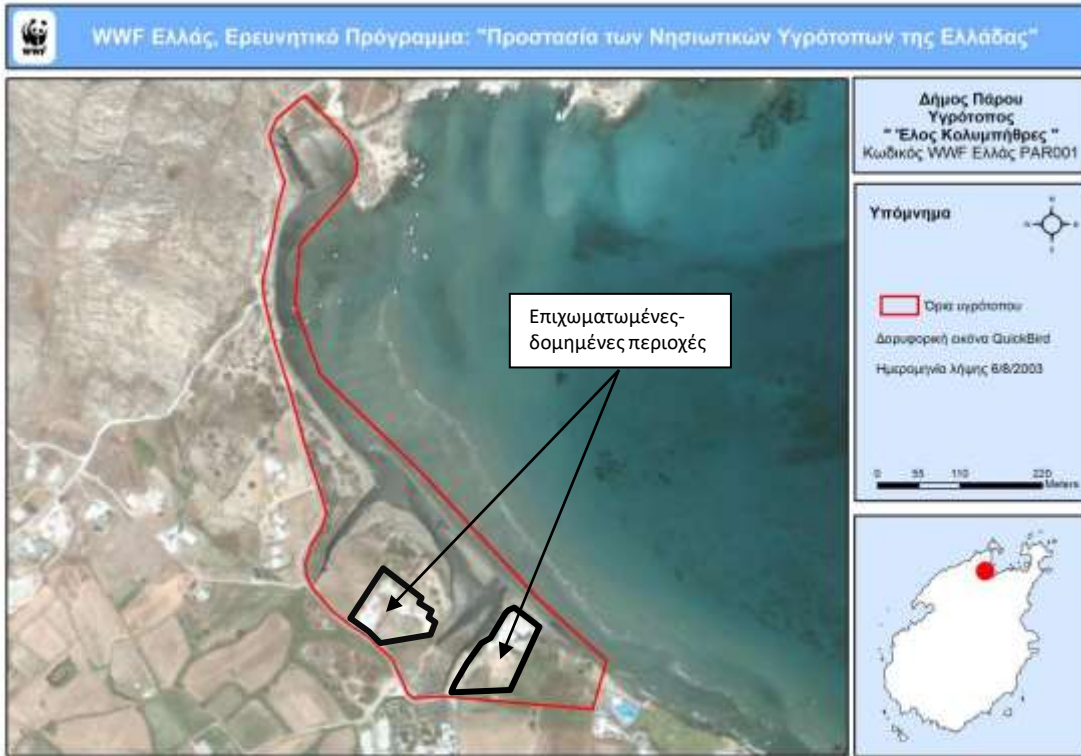 WWF
WWF Ελλάς, Ερευνητικό Πρόγραμμα: "Προστασία των Νησιωτικών Υγρότοπων της Ελλάδας"
Δήμος Πάρου
Υγρότοπος
" Έλος Κολυμπήθρες "
Κωδικός WWF Ελλάς PAR001
Υπόμνημα
Όρια υγρότοπου
Δορυφορική εικόνα QuickBird
Ημερομηνία λήψης 6/8/2003
0 55 110 220
Meters
Επιχωματωμένες-
δομημένες περιοχές